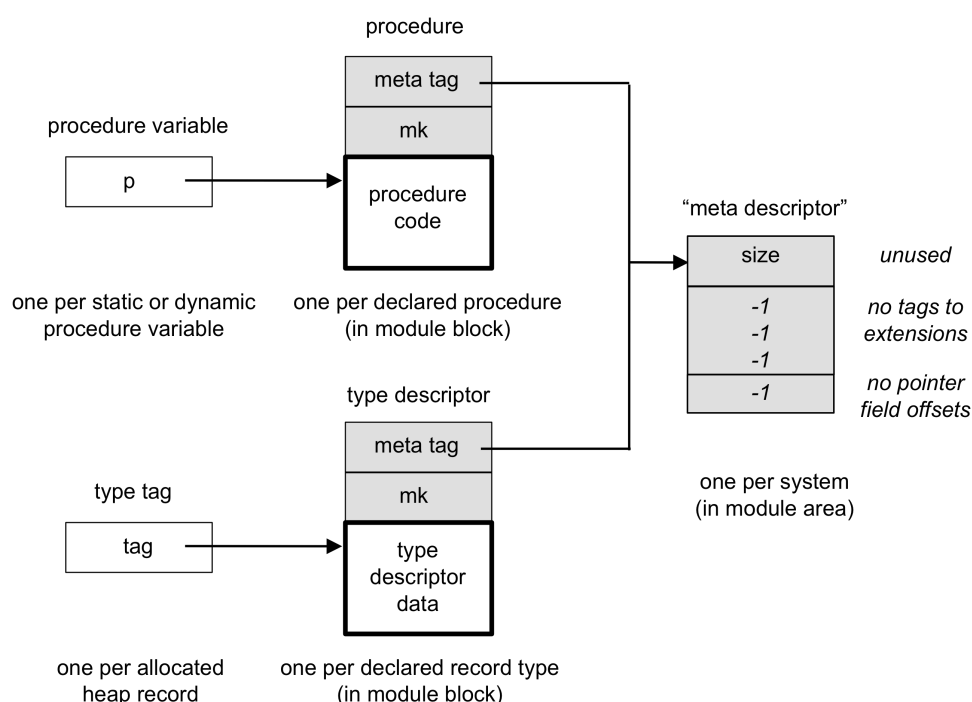 procedure
meta tag
mk
procedure
code
procedure variable
p
one per static or dynamic
procedure variable
one per declared procedure
(in module block)
“meta descriptor”
size
unused
-1
-1
-1
no tags to
extensions
-1
no pointer
field offsets
one per system
(in module area)
type descriptor
meta tag
mk
type
descriptor
data
type tag
tag
one per allocated
heap record
one per declared record type
(in module block)